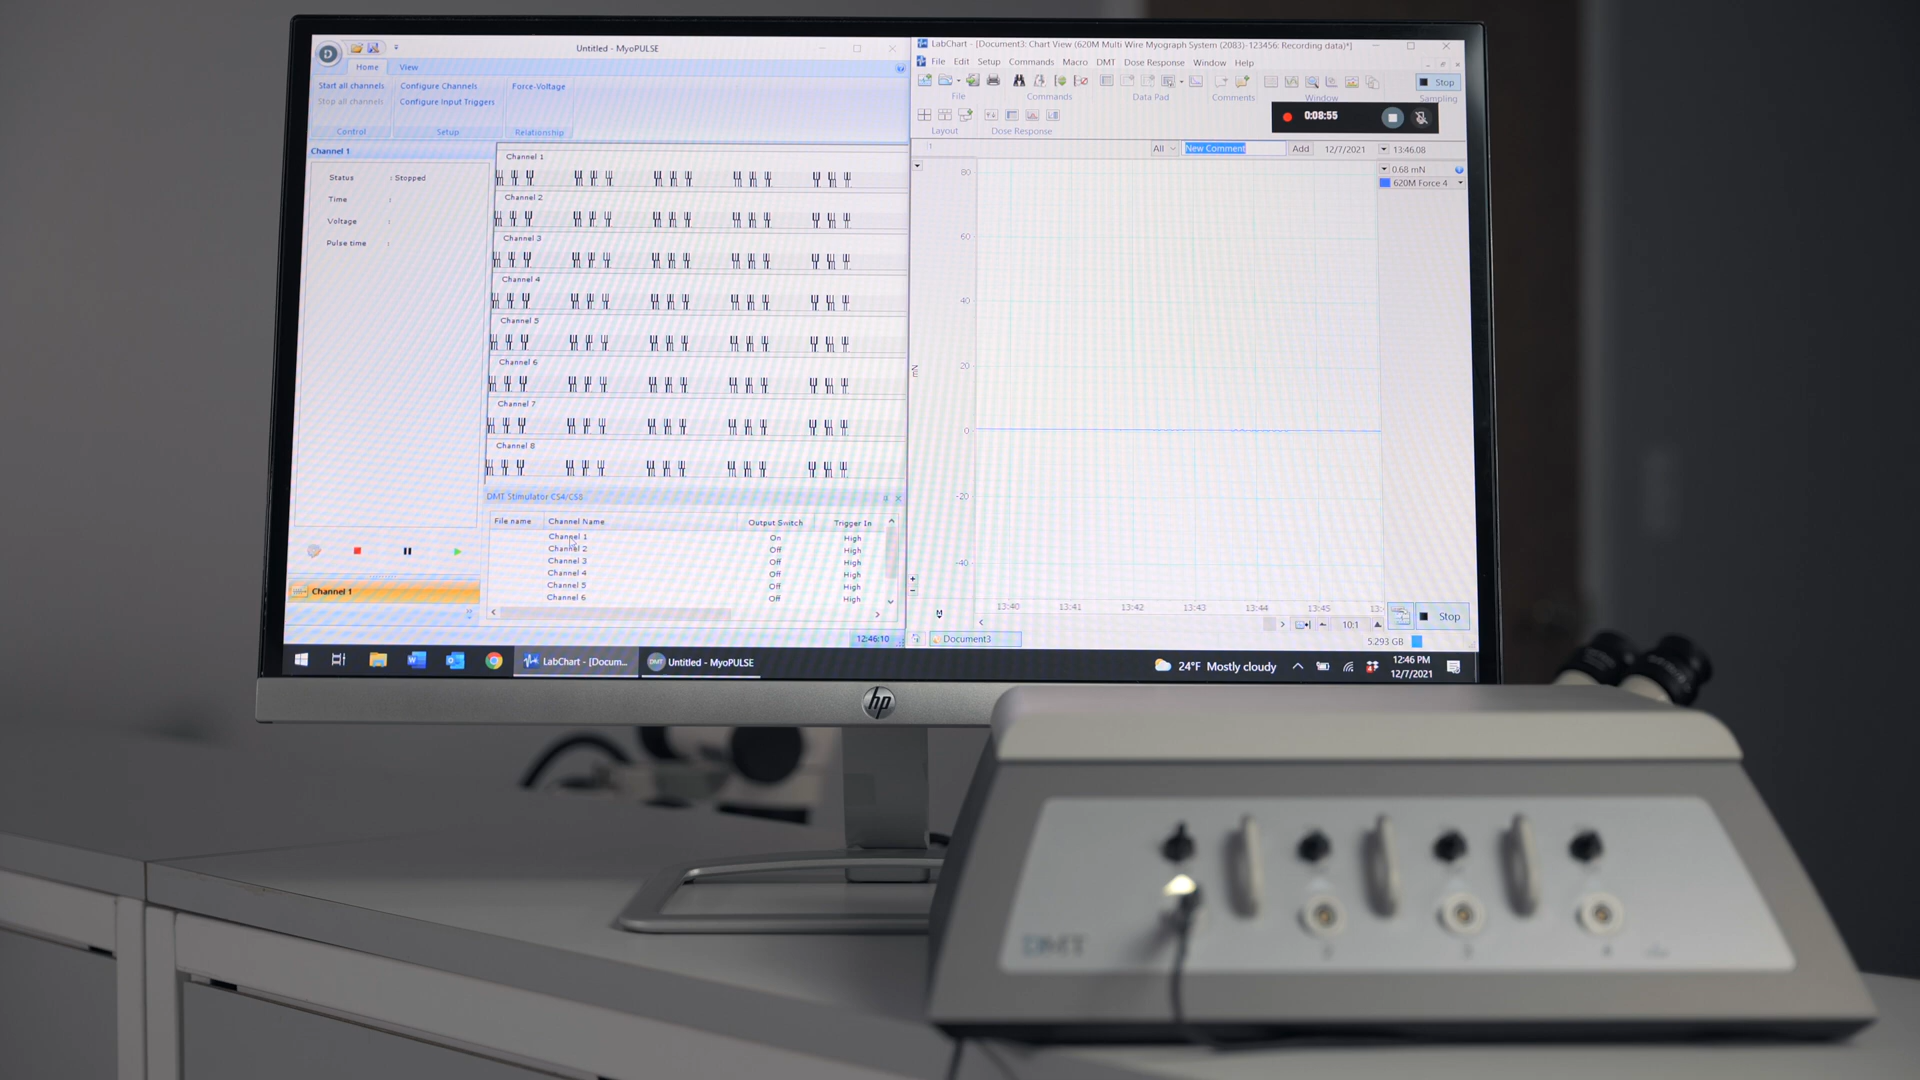 Untitled - MyoPULSE
Home View
Start all channels Configure Channels Force-Voltage
Stop all channels Configure Input Triggers
Control Setup Relationship
Channel 1
Status : Stopped
Time :
Voltage :
Pulse time :
Channel 1
Channel 1
Channel 2
Channel 3
Channel 4
Channel 5
Channel 6
Channel 7
Channel 8
DMT Stimulator CS4/CS8
File name Channel Name Output Switch Trigger In
Channel 1 On High
Channel 2 Off High
Channel 3 Off High
Channel 4 Off High
Channel 5 Off High
Channel 6 Off High
12:46:10
LabChart - [Document3: Chart View (620M Multi Wire Myograph System (2083)-123456: Recording data)*]
File Edit Setup Commands Macro DMT Dose Response Window Help
Stop
File Commands Data Pad Comments Window Sampling
0:08:55
Layout Dose Response
All New Comment Add 12/7/2021 13:46.08
0.68 mN
620M Force 4
80
60
40
20
mN
0
-20
-40
M
13:40 13:41 13:42 13:43 13:44 13:45 13:
10:1 Stop
Document3
5.293 GB
LabChart - [Docum...
DMT Untitled - MyoPULSE
24°F Mostly cloudy
12:46 PM
12/7/2021
hp
DMT